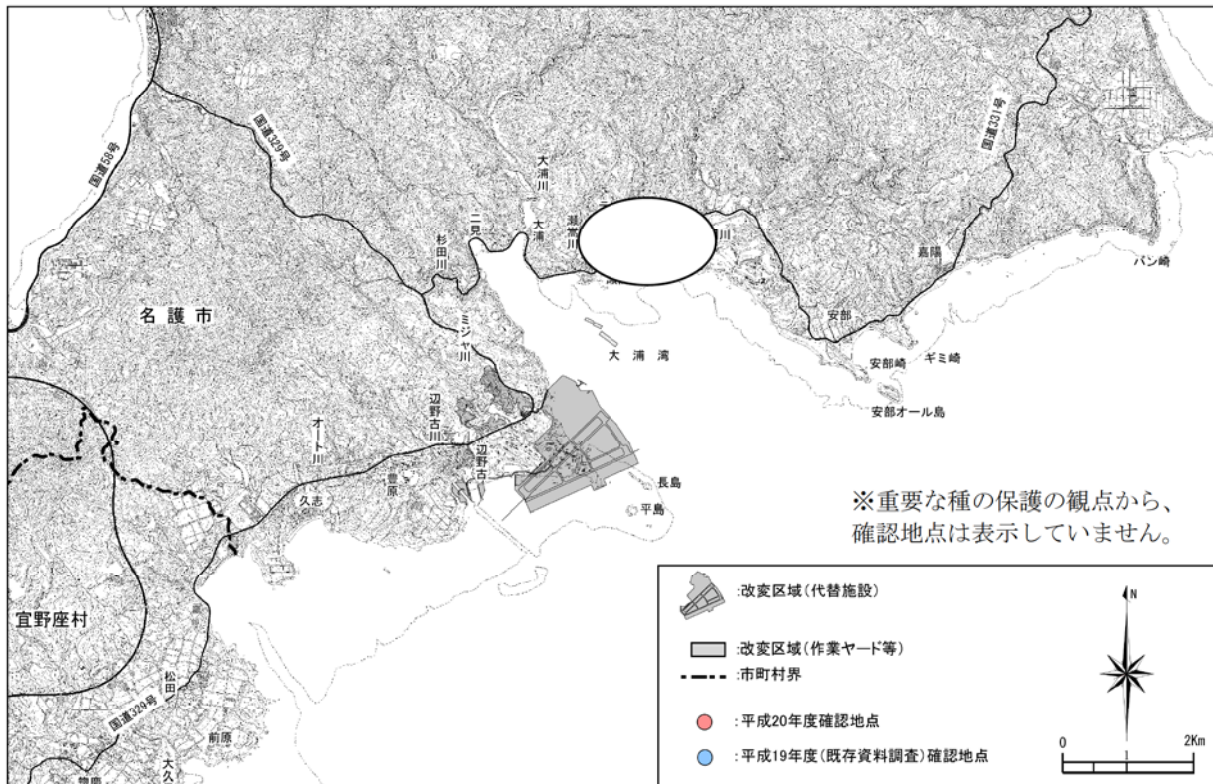 国道58号
国道329号
国道331号
大浦川
大浦
二見
杉田川
嘉陽
バン崎
名護市
ミジャ川
大浦湾
安部
安部崎
ギミ崎
安部オール島
辺野古川
辺野古
オート川
豊原
久志
長島
平島
※重要な種の保護の観点から、
確認地点は表示していません。
宜野座村
松田
国道329号
前原
大久
惣慶
:改変区域(代替施設)
:改変区域(作業ヤード等)
:市町村界
:平成20年度確認地点
:平成19年度(既存資料調査)確認地点
N
0 1 2Km